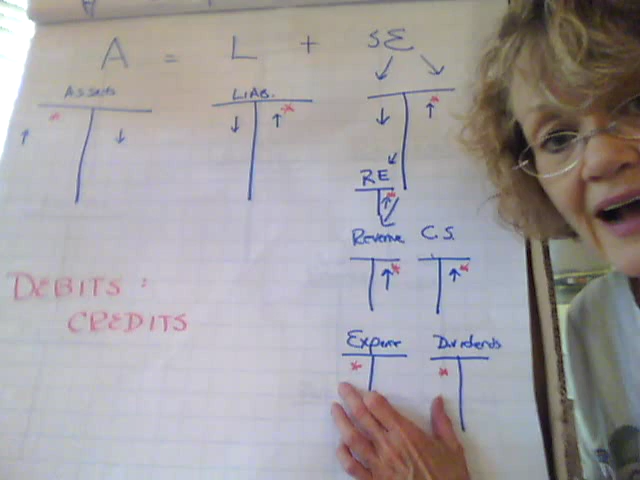 A = L + SE
Assets
LIAB.
RE
Revenue C.S.
DEBITS :
CREDITS
Expense Dividends